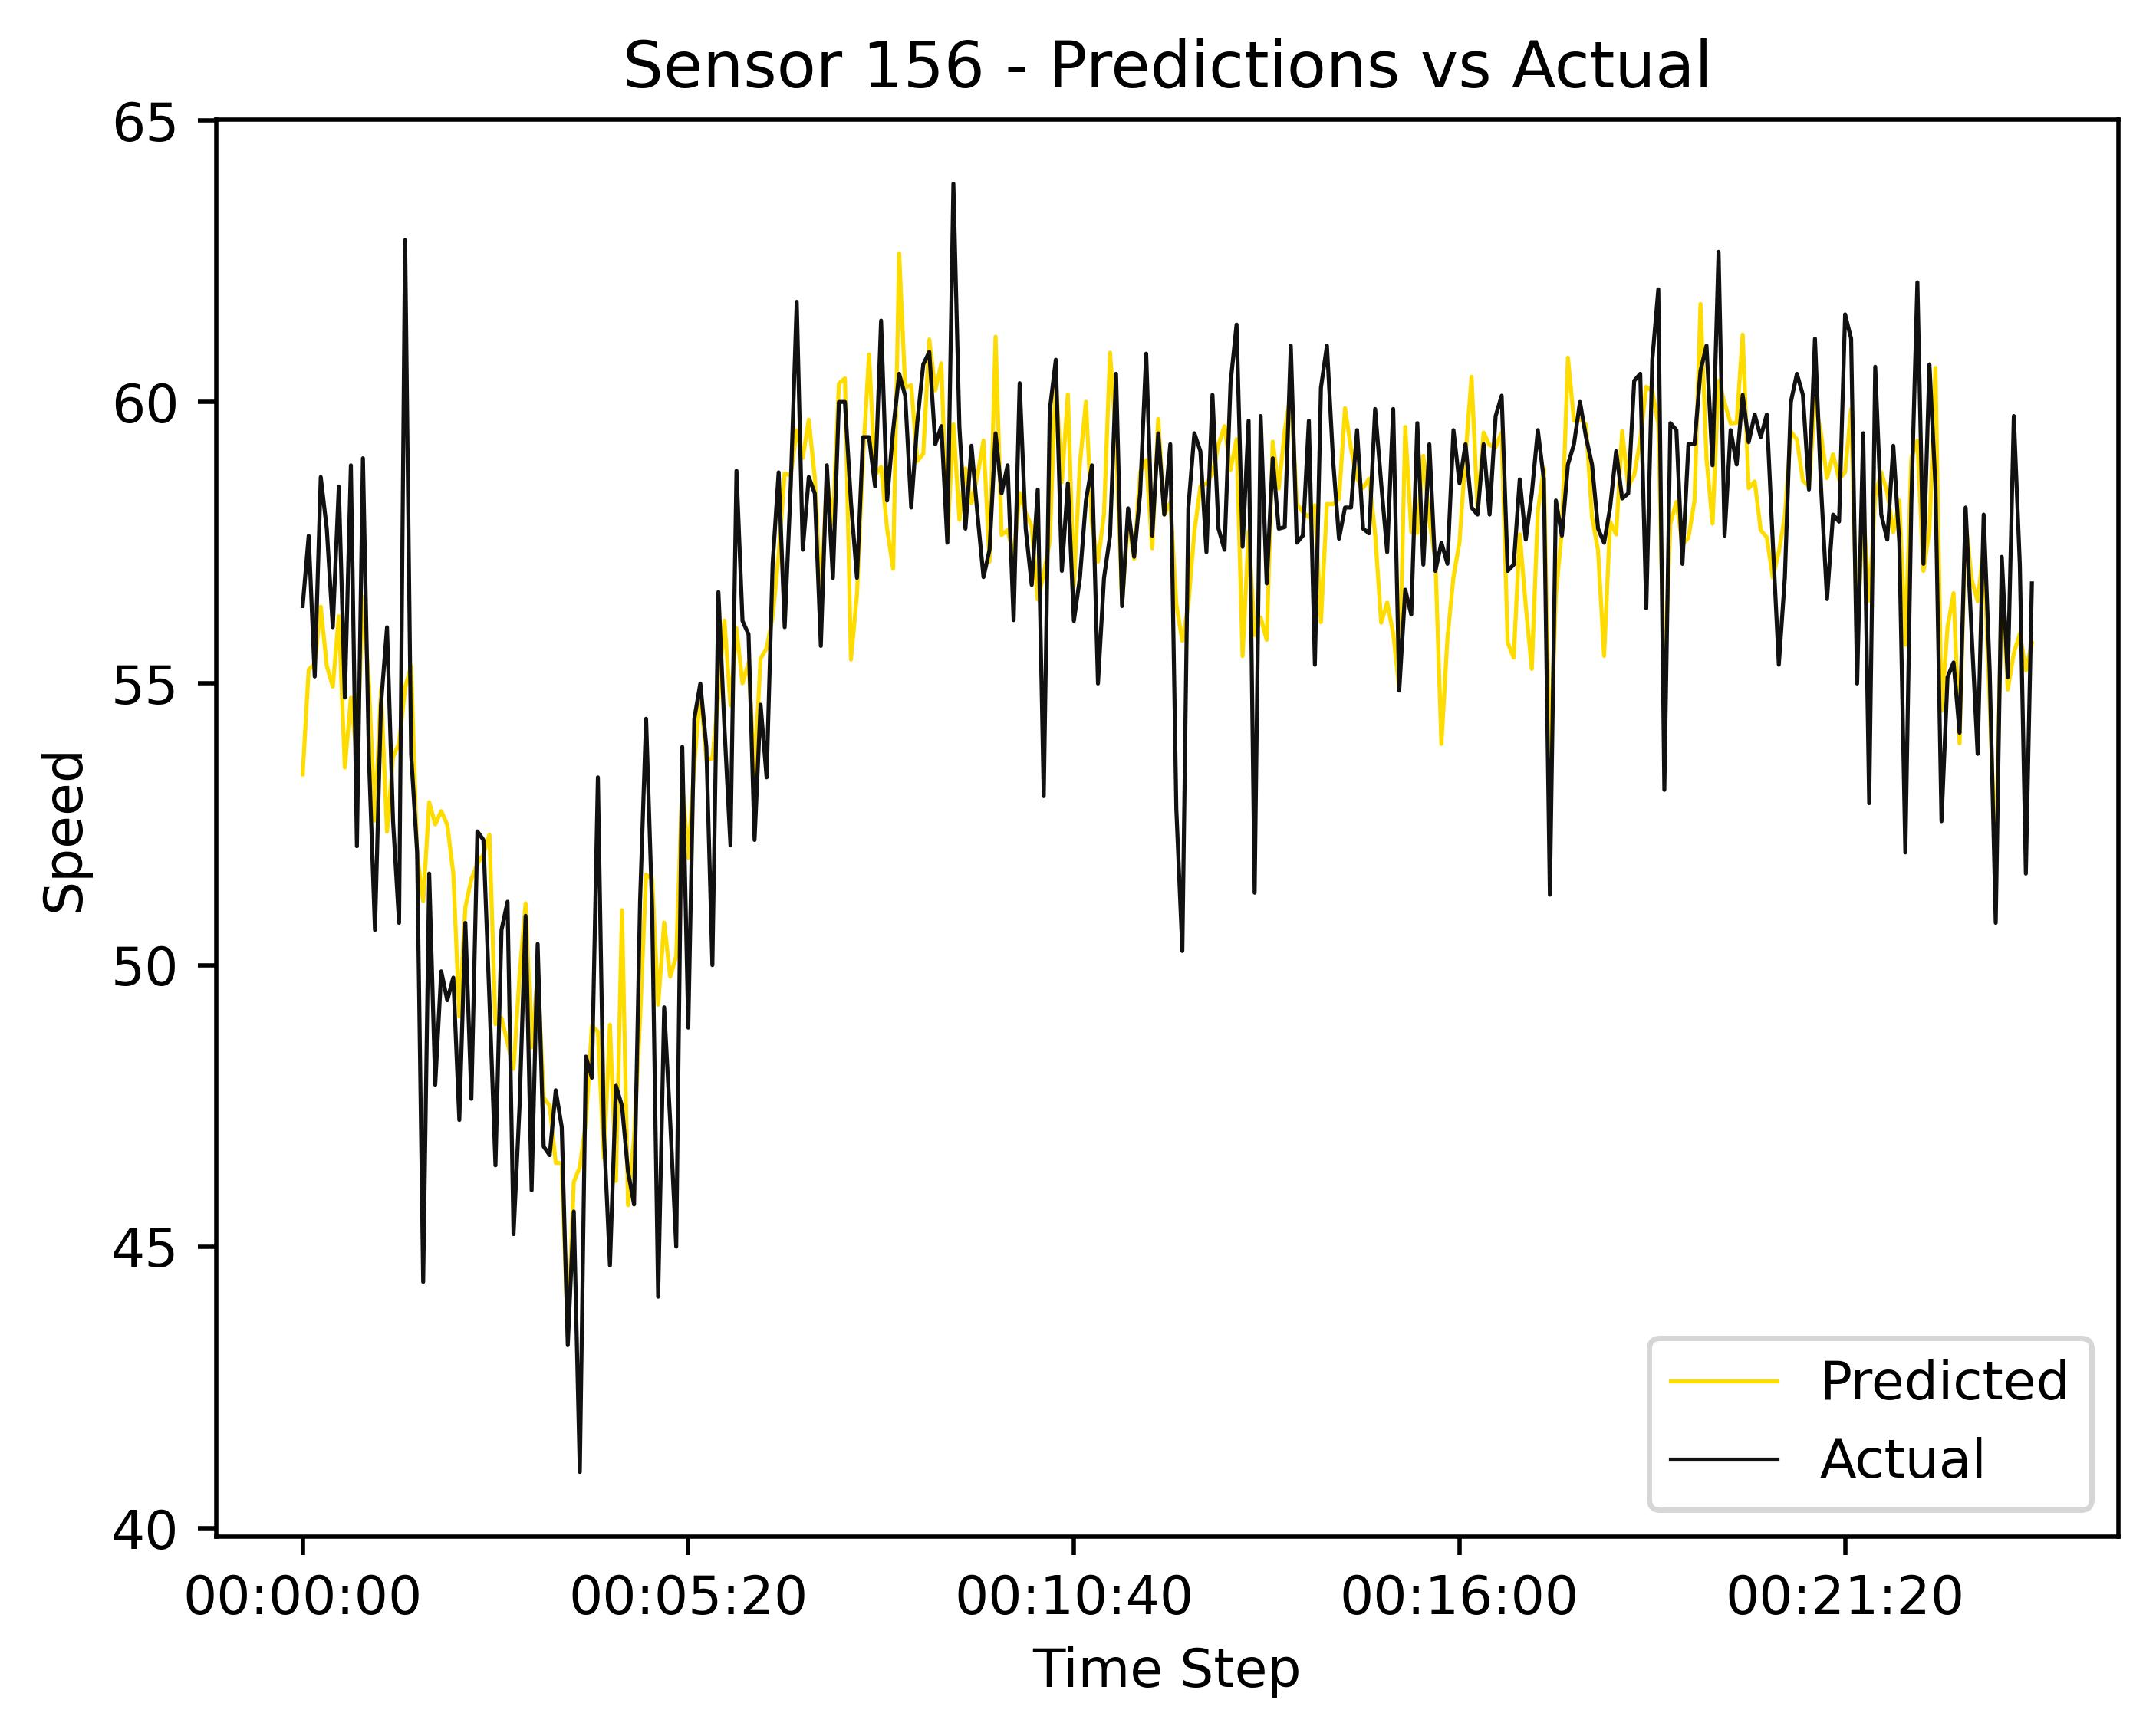 Sensor 156 - Predictions vs Actual
65
60
55
50
45
40
Speed
00:00:00
00:05:20
00:10:40
00:16:00
00:21:20
Time Step
Predicted
Actual